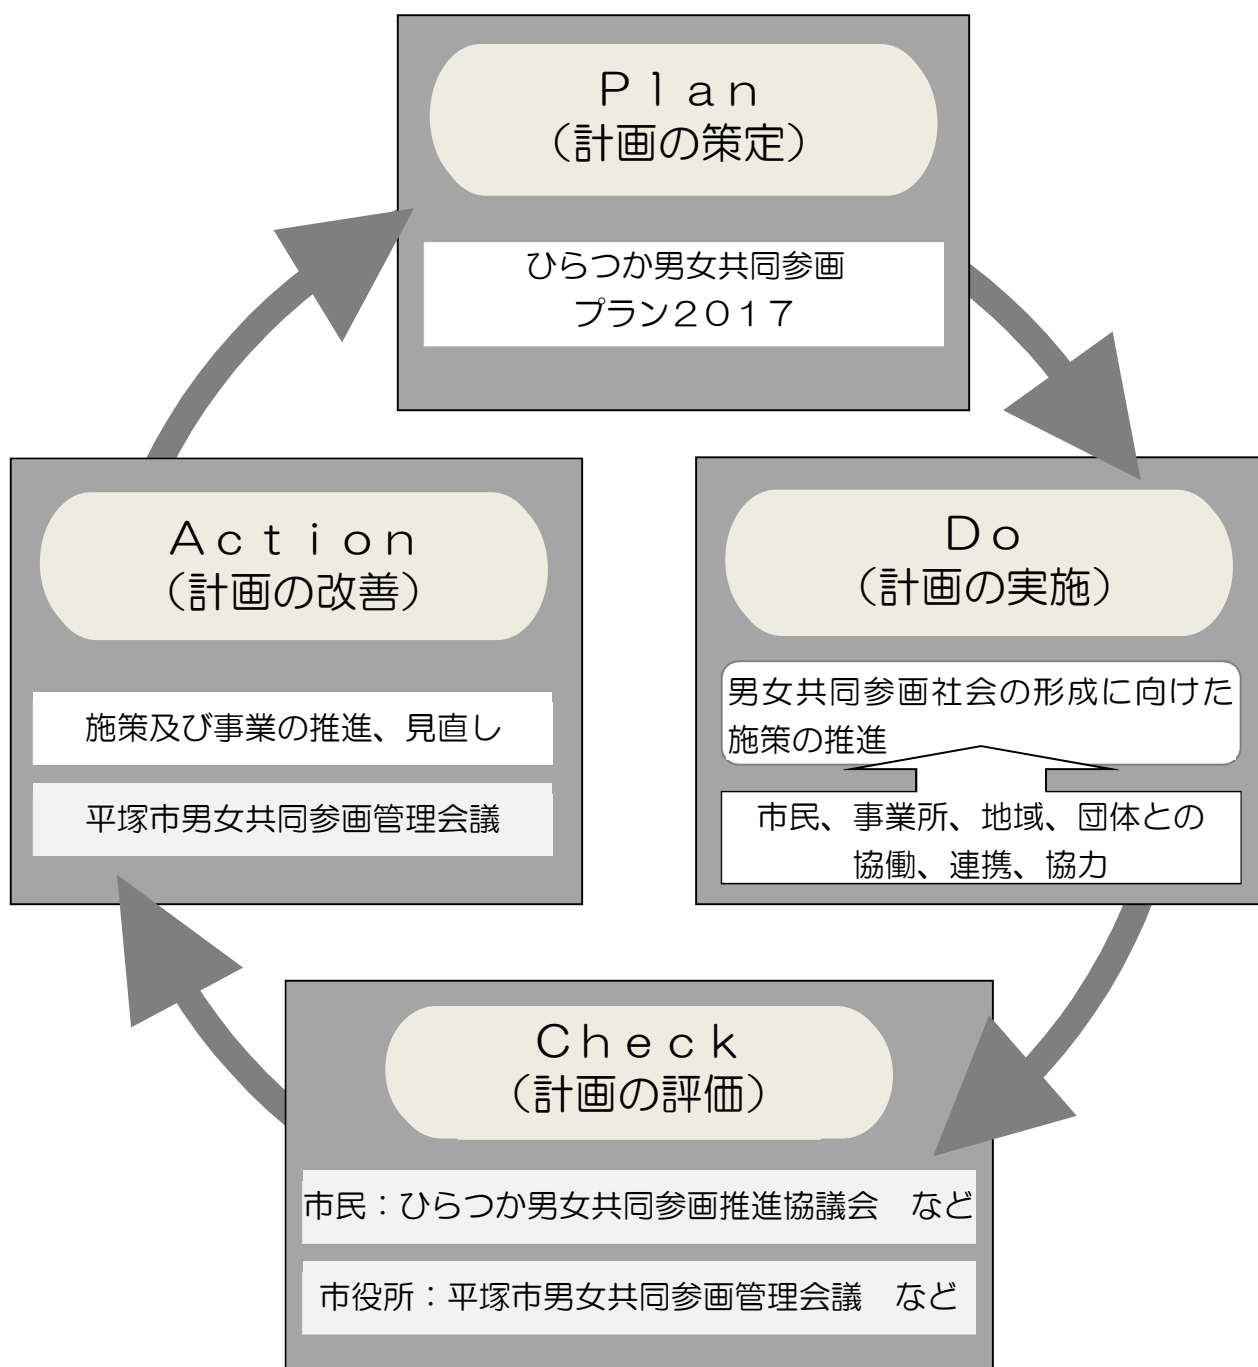 Ｐｌａｎ
（計画の策定）
ひらつか男女共同参画
プラン２０１７
Ｄｏ
（計画の実施）
男女共同参画社会の形成に向けた
施策の推進
市民、事業所、地域、団体との
協働、連携、協力
Ｃｈｅｃｋ
（計画の評価）
市民：ひらつか男女共同参画推進協議会　など
市役所：平塚市男女共同参画管理会議　など
Ａｃｔｉｏｎ
（計画の改善）
施策及び事業の推進、見直し
平塚市男女共同参画管理会議